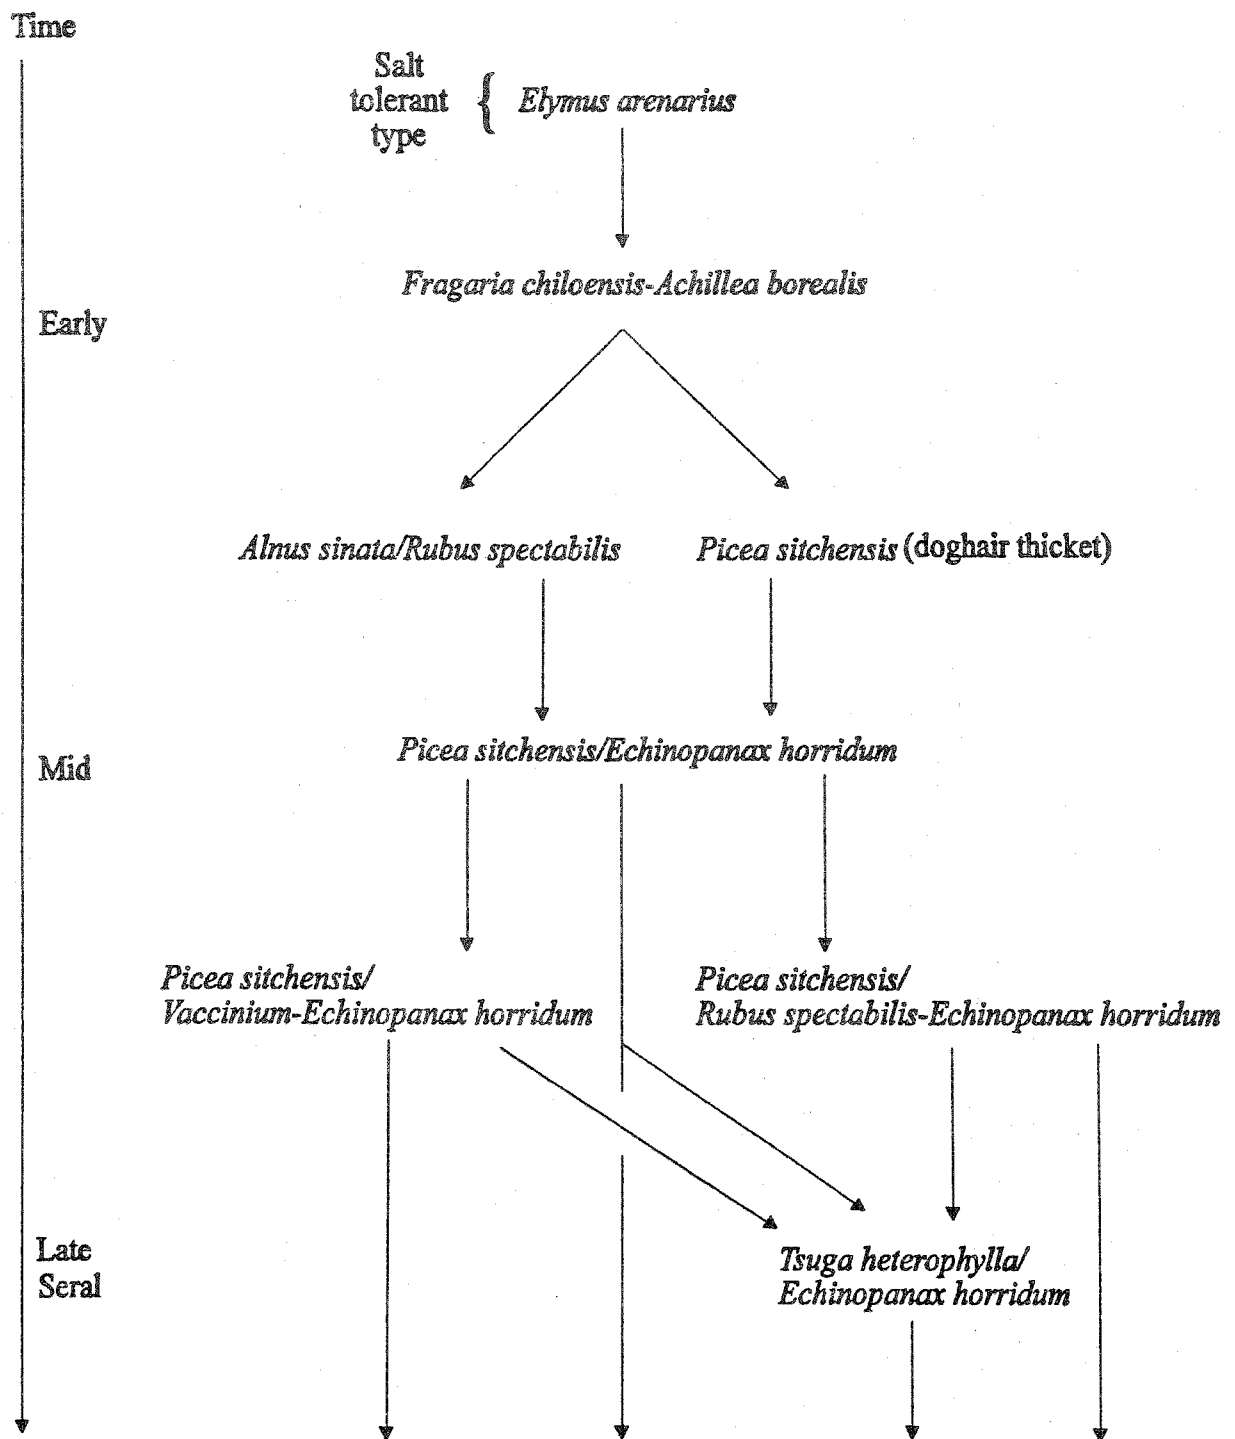 Time
Salt
tolerant
type
{ Elymus arenarius
Fragaria chiloensis-Achillea borealis
Early
Alnus sinata/Rubus spectabilis
Picea sitchensis (doghair thicket)
Picea sitchensis/Echinopanax horridum
Mid
Picea sitchensis/
Vaccinium-Echinopanax horridum
Picea sitchensis/
Rubus spectabilis-Echinopanax horridum
Late
Seral
Tsuga heterophylla/
Echinopanax horridum